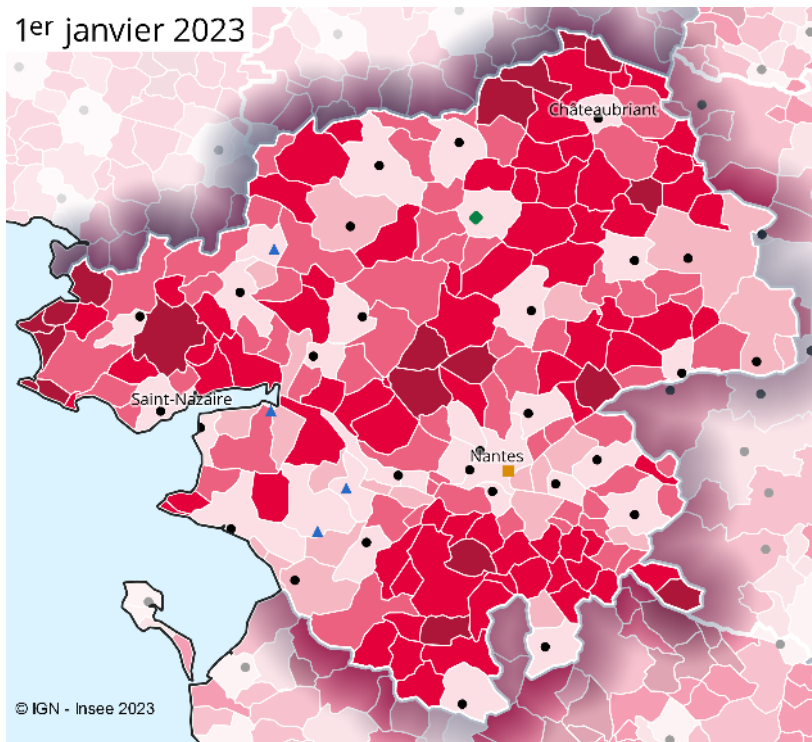 1er janvier 2023
Châteaubriant
Saint-Nazaire
Nantes
© IGN - Insee 2023